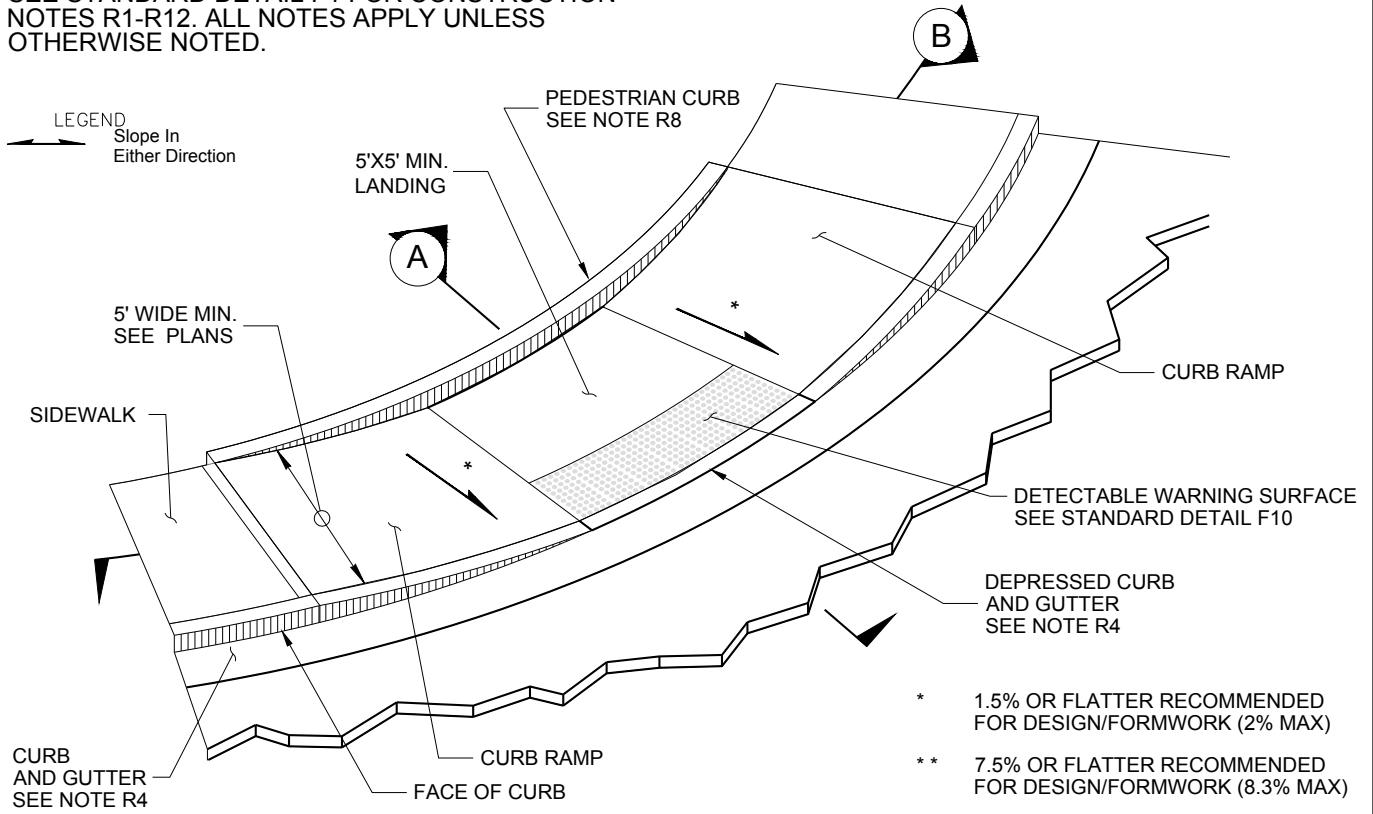 NOTES R1-R12. ALL NOTES APPLY UNLESS
OTHERWISE NOTED.
B
LEGEND
Slope In
Either Direction
PEDESTRIAN CURB
SEE NOTE R8
5'X5' MIN.
LANDING
A
5' WIDE MIN.
SEE PLANS
*
CURB RAMP
SIDEWALK
*
DETECTABLE WARNING SURFACE
SEE STANDARD DETAIL F10
DEPRESSED CURB
AND GUTTER
SEE NOTE R4
* 1.5% OR FLATTER RECOMMENDED
FOR DESIGN/FORMWORK (2% MAX)
* * 7.5% OR FLATTER RECOMMENDED
FOR DESIGN/FORMWORK (8.3% MAX)
CURB
AND GUTTER
SEE NOTE R4
CURB RAMP
FACE OF CURB